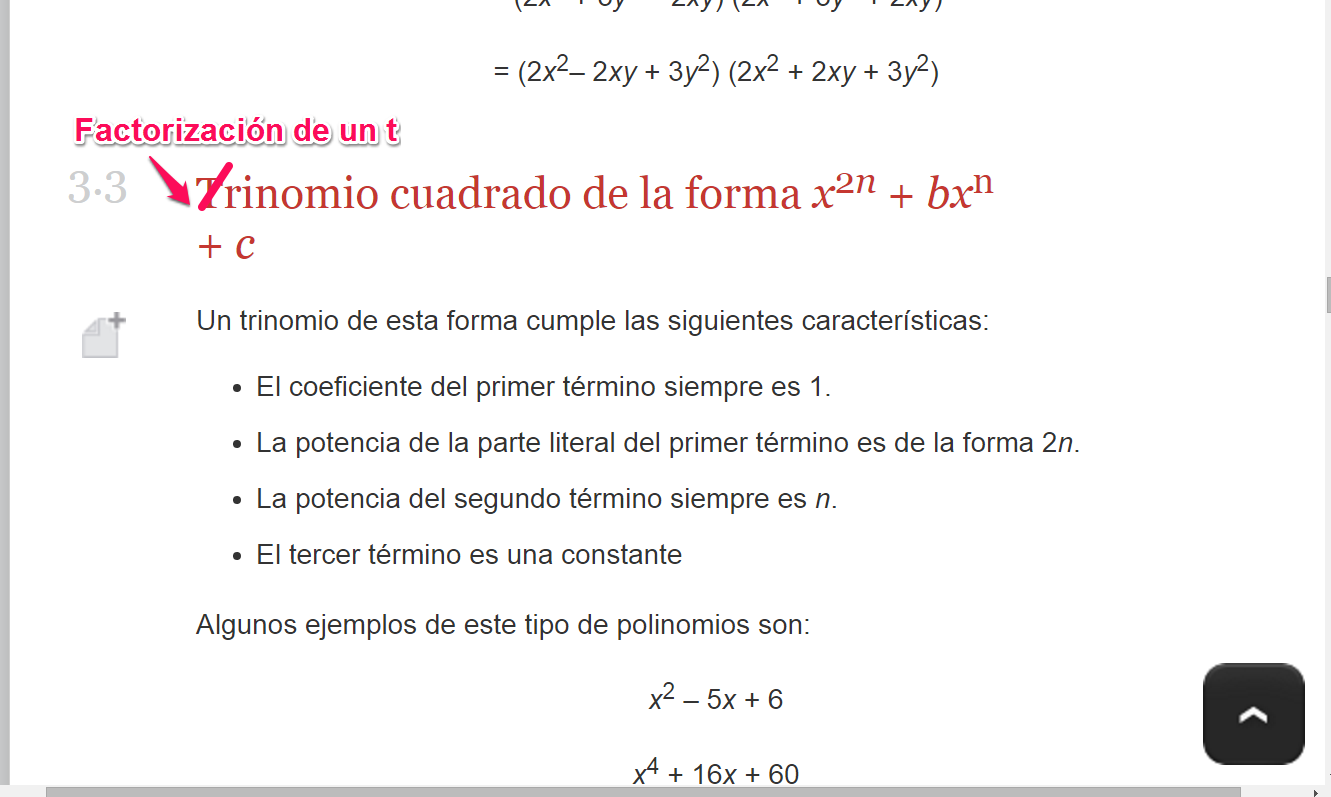 = (2x²– 2xy + 3y²) (2x² + 2xy + 3y²)
Factorización de un t
3.3 Trinomio cuadrado de la forma x²ⁿ + bxⁿ
+ c
Un trinomio de esta forma cumple las siguientes características:
• El coeficiente del primer término siempre es 1.
• La potencia de la parte literal del primer término es de la forma 2n.
• La potencia del segundo término siempre es n.
• El tercer término es una constante
Algunos ejemplos de este tipo de polinomios son:
x² – 5x + 6
x⁴ + 16x + 60